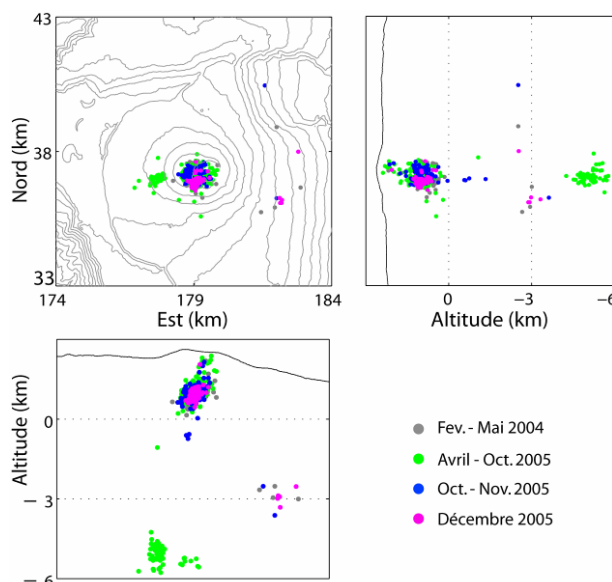 43
38
33
Nord (km)
174
179
184
Est (km)
0
−3
−6
Altitude (km)
Altitude (km)
0
−3
−6
Fev. - Mai 2004
Avril - Oct. 2005
Oct. - Nov. 2005
Décembre 2005